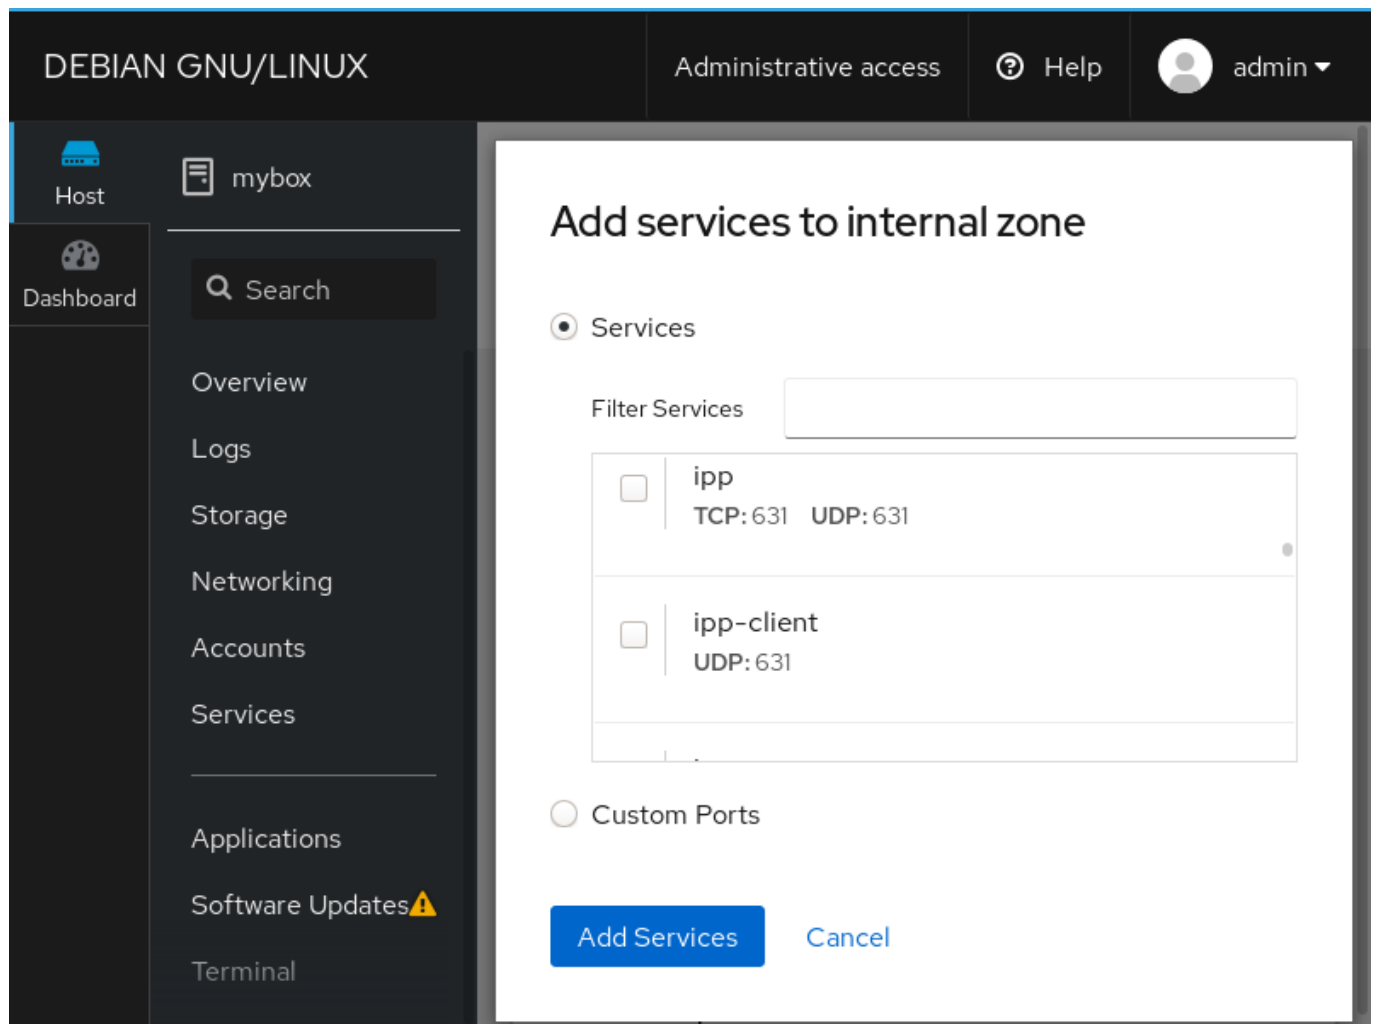 DEBIAN GNU/LINUX
Administrative access
Help
admin
Host
Dashboard
mybox
Search
Overview
Logs
Storage
Networking
Accounts
Services
Applications
Software Updates
Terminal
Add services to internal zone
Services
Filter Services
ipp
TCP: 631 UDP: 631
ipp-client
UDP: 631
Custom Ports
Add Services Cancel